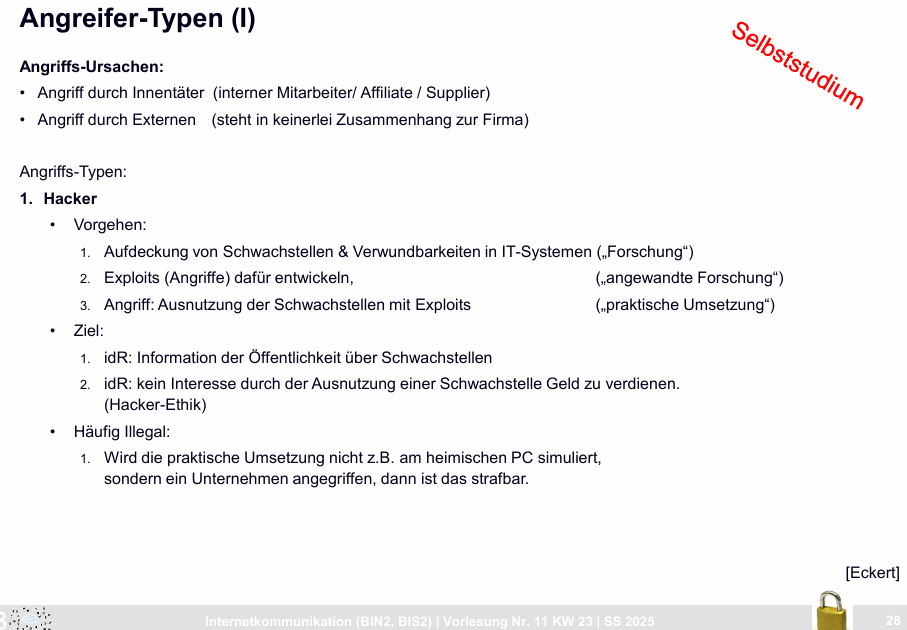 Angreifer-Typen (I)
Selbststudium
Angriffs-Ursachen:
• Angriff durch Innentäter (interner Mitarbeiter/ Affiliate / Supplier)
• Angriff durch Externen (steht in keinerlei Zusammenhang zur Firma)
Angriffs-Typen:
1. Hacker
• Vorgehen:
1. Aufdeckung von Schwachstellen & Verwundbarkeiten in IT-Systemen („Forschung“)
2. Exploits (Angriffe) dafür entwickeln, („angewandte Forschung“)
3. Angriff: Ausnutzung der Schwachstellen mit Exploits („praktische Umsetzung“)
• Ziel:
1. idR: Information der Öffentlichkeit über Schwachstellen
2. idR: kein Interesse durch der Ausnutzung einer Schwachstelle Geld zu verdienen.
(Hacker-Ethik)
• Häufig Illegal:
1. Wird die praktische Umsetzung nicht z.B. am heimischen PC simuliert,
sondern ein Unternehmen angegriffen, dann ist das strafbar.
[Eckert]
Internetkommunikation (BIN2, BIS2) | Vorlesung Nr. 11 KW 23 | SS 2025
28